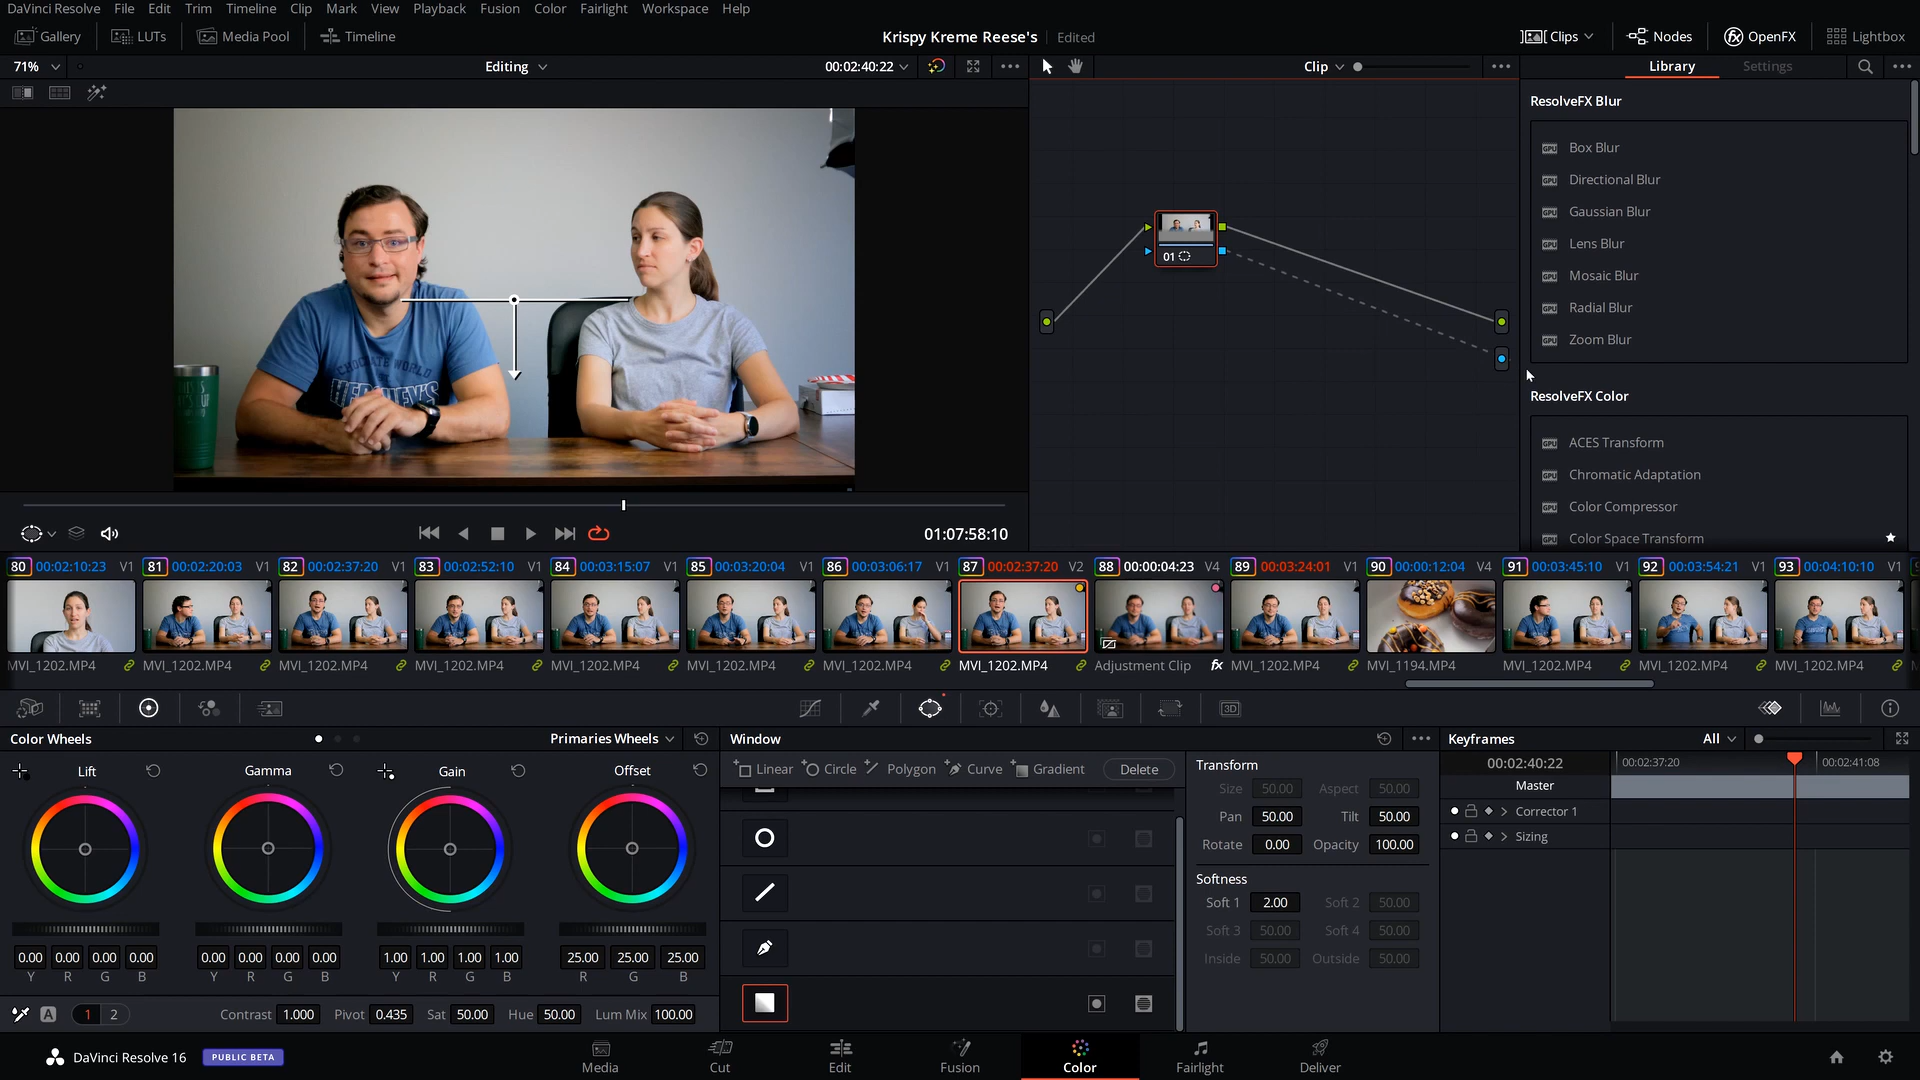 DaVinci Resolve File Edit Trim Timeline Clip Mark View Playback Fusion Color Fairlight Workspace Help
Gallery LUTs Media Pool Timeline Krispy Kreme Reese's Edited Clips Nodes OpenFX Lightbox
71% Editing 00:02:40:22 Clip Library Settings
ResolveFX Blur
Box Blur
Directional Blur
Gaussian Blur
Lens Blur
Mosaic Blur
Radial Blur
Zoom Blur
01
ResolveFX Color
ACES Transform
Chromatic Adaptation
Color Compressor
Color Space Transform
CHOCLATE WORLD
HERSHEY'S
01:07:58:10
80 00:02:10:23 V1 81 00:02:20:03 V1 82 00:02:37:20 V1 83 00:02:52:10 V1 84 00:03:15:07 V1 85 00:03:20:04 V1 86 00:03:06:17 V1 87 00:02:37:20 V2 88 00:00:04:23 V4 89 00:03:24:01 V1 90 00:00:12:04 V4 91 00:03:45:10 V1 92 00:03:54:21 V1 93 00:04:10:10 V1
MVI_1202.MP4 MVI_1202.MP4 MVI_1202.MP4 MVI_1202.MP4 MVI_1202.MP4 MVI_1202.MP4 MVI_1202.MP4 MVI_1202.MP4 Adjustment Clip fx MVI_1202.MP4 MVI_1194.MP4 MVI_1202.MP4 MVI_1202.MP4 MVI_1202.MP4
3D
Color Wheels Primaries Wheels Window Keyframes All
Lift Gamma Gain Offset
Linear Circle Polygon Curve Gradient Delete
Transform
Size 50.00 Aspect 50.00
Pan 50.00 Tilt 50.00
Rotate 0.00 Opacity 100.00
Softness
Soft 1 2.00 Soft 2 50.00
Soft 3 50.00 Soft 4 50.00
Inside 50.00 Outside 50.00
00:02:40:22 00:02:37:20 00:02:41:08
Master
Corrector 1
Sizing
0.00 0.00 0.00 0.00 0.00 0.00 0.00 0.00 1.00 1.00 1.00 1.00 25.00 25.00 25.00
Y R G B Y R G B Y R G B R G B
A 1 2 Contrast 1.000 Pivot 0.435 Sat 50.00 Hue 50.00 Lum Mix 100.00
DaVinci Resolve 16 PUBLIC BETA Media Cut Edit Fusion Color Fairlight Deliver